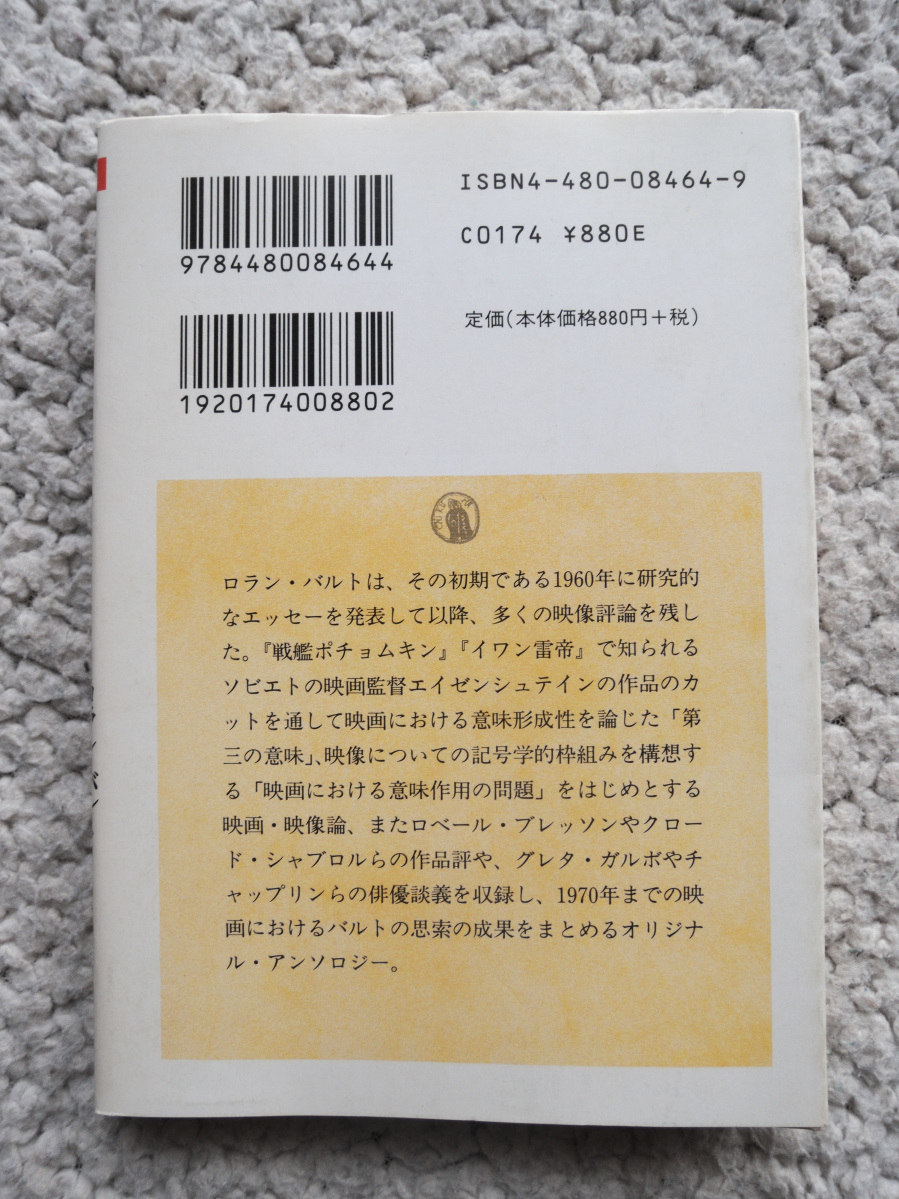 ISBN4-480-08464-9
9784480084644
C0174 ¥880E
定価(本体価格880円+税)
1920174008802
ロラン・バルトは、その初期である1960年に研究的
なエッセーを発表して以降、多くの映像評論を残し
た。『戦艦ポチョムキン』『イワン雷帝』で知られる
ソビエトの映画監督エイゼンシュテインの作品のカ
ットを通して映画における意味形成性を論じた「第
三の意味」、映像についての記号学的枠組みを構想す
る「映画における意味作用の問題」をはじめとする
映画・映像論、またロベール・ブレッソンやクロー
ド・シャブロルらの作品評や、グレタ・ガルボやチ
ャップリンらの俳優談義を収録し、1970年までの映
画におけるバルトの思索の成果をまとめるオリジナ
ル・アンソロジー。